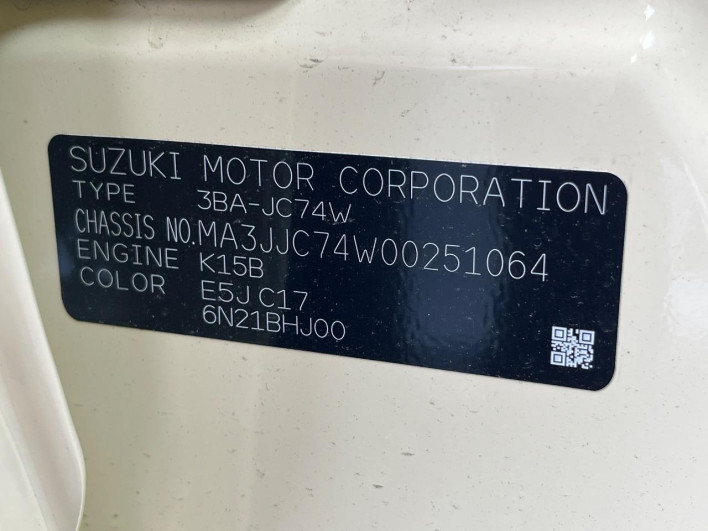 SUZUKI MOTOR CORPORATION
TYPE 3BA-JC74W
CHASSIS NO. MA3JJC74W00251064
ENGINE K15B
COLOR E5J C17
6N21BHJ00